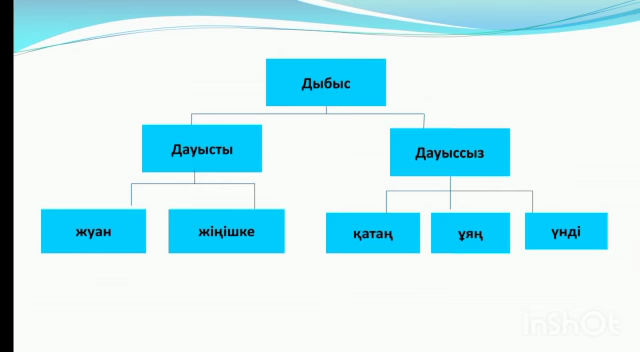 Дыбыс
Дауысты
Дауыссыз
жуан
жіңішке
қатаң
ұяң
үнді
InShOt